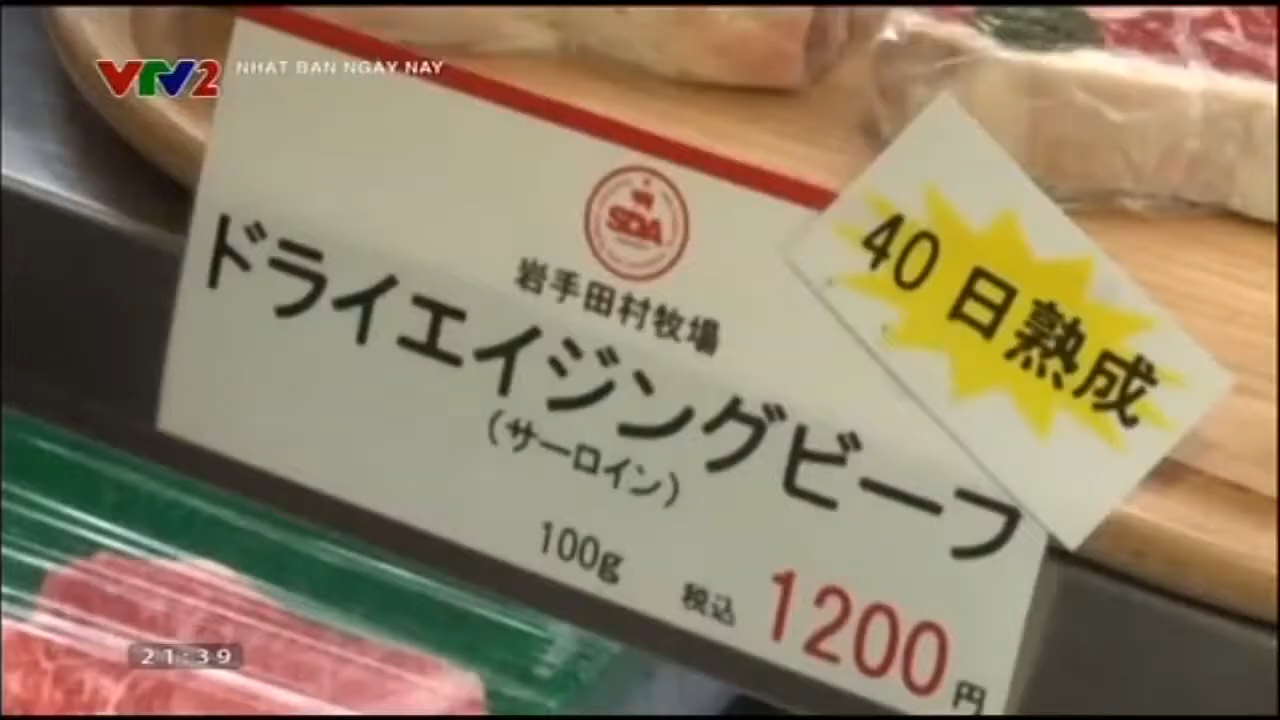 VTV2 NHAT BAN NGAY NAY
SDA
岩手田村牧場
ドライエイジングビーフ
(サーロイン)
100g 税込 1200円
40日熟成
21:39